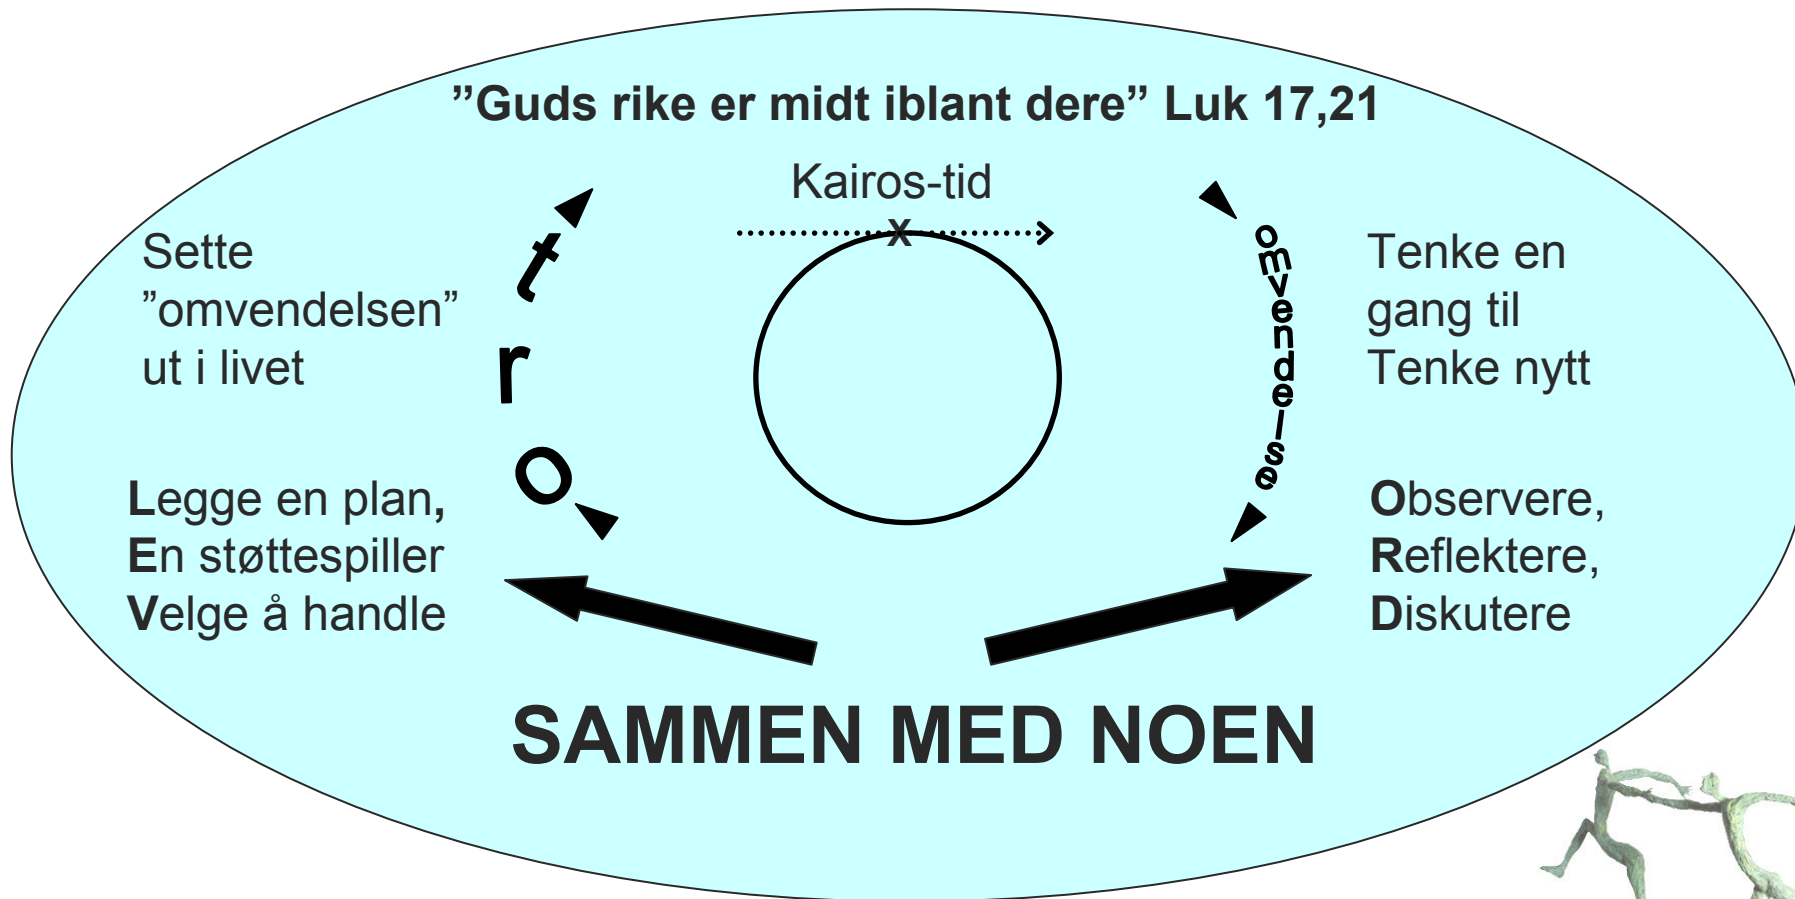 ”Guds rike er midt iblant dere” Luk 17,21
Kairos-tid
x
Sette
”omvendelsen”
ut i livet
tro
omvendelse
Tenke en
gang til
Tenke nytt
Legge en plan,
En støttespiller
Velge å handle
Observere,
Reflektere,
Diskutere
SAMMEN MED NOEN